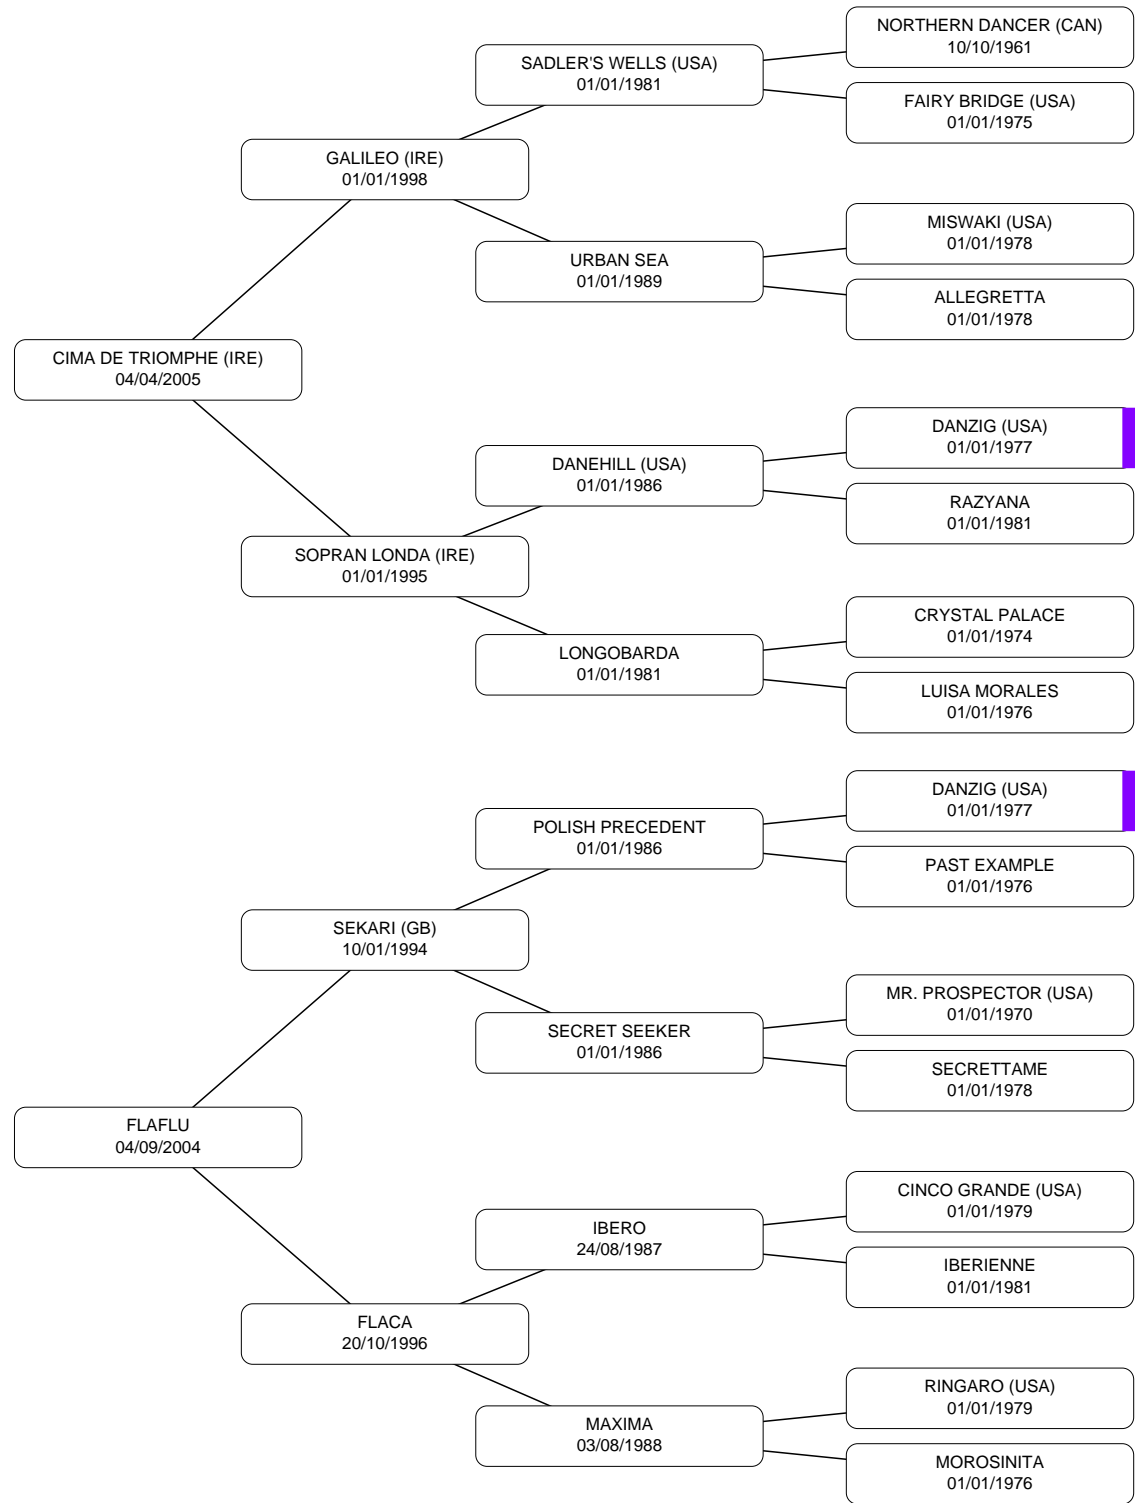 NORTHERN DANCER (CAN)
10/10/1961
SADLER'S WELLS (USA)
01/01/1981
FAIRY BRIDGE (USA)
01/01/1975
GALILEO (IRE)
01/01/1998
MISWAKI (USA)
01/01/1978
URBAN SEA
01/01/1989
ALLEGRETTA
01/01/1978
CIMA DE TRIOMPHE (IRE)
04/04/2005
DANZIG (USA)
01/01/1977
DANEHILL (USA)
01/01/1986
RAZYANA
01/01/1981
SOPRAN LONDA (IRE)
01/01/1995
CRYSTAL PALACE
01/01/1974
LONGOBARDA
01/01/1981
LUISA MORALES
01/01/1976
DANZIG (USA)
01/01/1977
POLISH PRECEDENT
01/01/1986
PAST EXAMPLE
01/01/1976
SEKARI (GB)
10/01/1994
MR. PROSPECTOR (USA)
01/01/1970
SECRET SEEKER
01/01/1986
SECRETTAME
01/01/1978
FLAFLU
04/09/2004
CINCO GRANDE (USA)
01/01/1979
IBERO
24/08/1987
IBERIENNE
01/01/1981
FLACA
20/10/1996
RINGARO (USA)
01/01/1979
MAXIMA
03/08/1988
MOROSINITA
01/01/1976